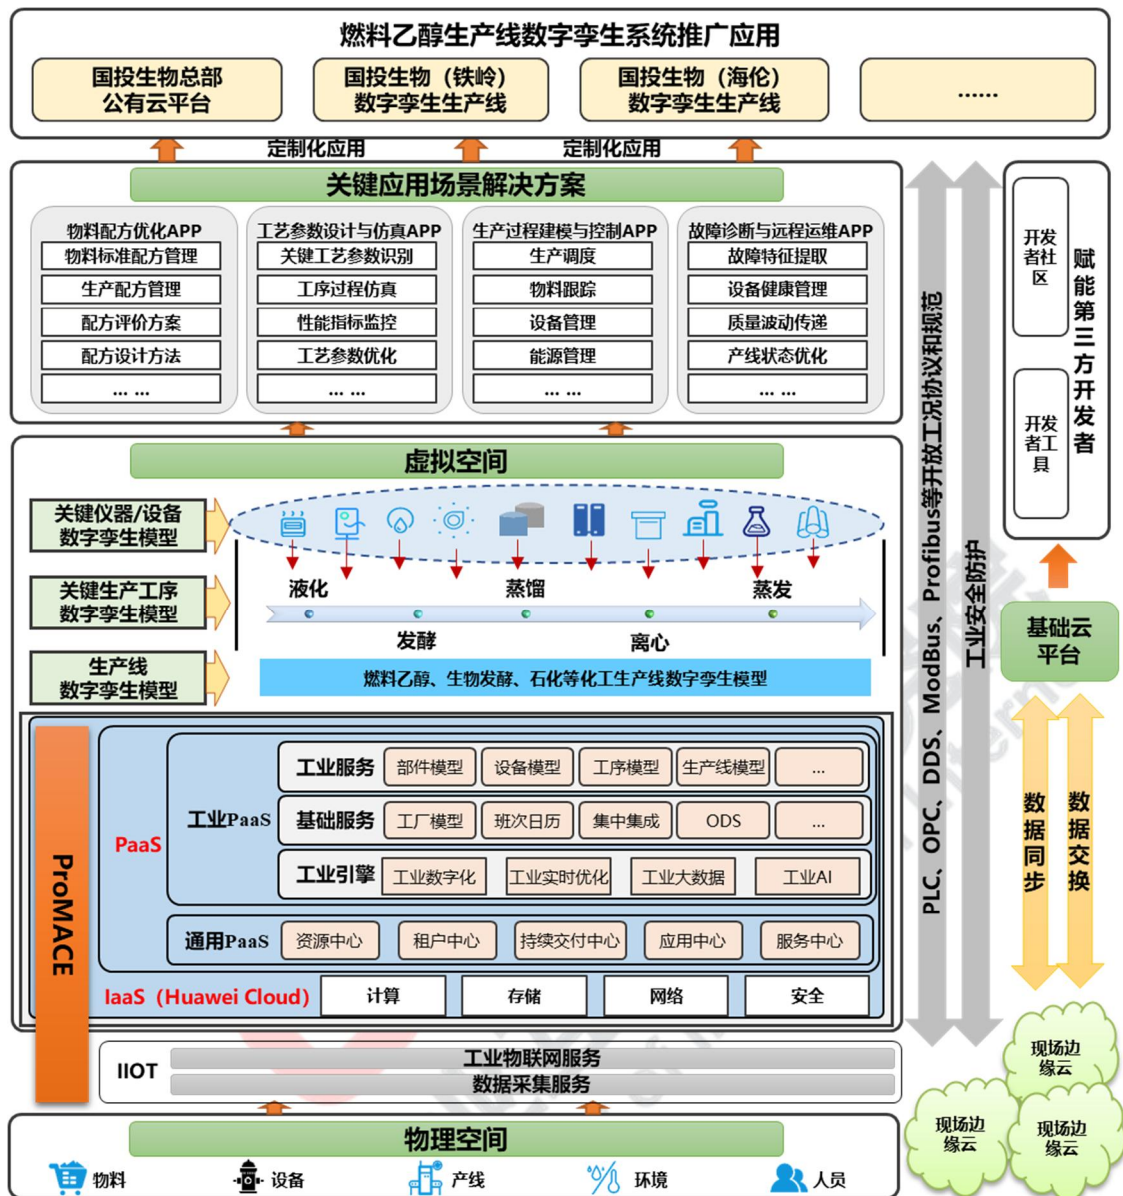 燃料乙醇生产线数字孪生系统推广应用
国投生物总部
公有云平台
国投生物（铁岭）
数字孪生生产线
国投生物（海伦）
数字孪生生产线
……
定制化应用
定制化应用
关键应用场景解决方案
物料配方优化APP
物料标准配方管理
生产配方管理
配方评价方案
配方设计方法
... ...
工艺参数设计与仿真APP
关键工艺参数识别
工序过程仿真
性能指标监控
工艺参数优化
... ...
生产过程建模与控制APP
生产调度
物料跟踪
设备管理
能源管理
... ...
故障诊断与远程运维APP
故障特征提取
设备健康管理
质量波动传递
产线状态优化
... ...
虚拟空间
关键仪器/设备
数字孪生模型
关键生产工序
数字孪生模型
生产线
数字孪生模型
液化
蒸馏
蒸发
发酵
离心
燃料乙醇、生物发酵、石化等化工生产线数字孪生模型
ProMACE
PaaS
工业PaaS
工业服务
部件模型
设备模型
工序模型
生产线模型
...
基础服务
工厂模型
班次日历
集中集成
ODS
...
工业引擎
工业数字化
工业实时优化
工业大数据
工业AI
通用PaaS
资源中心
租户中心
持续交付中心
应用中心
服务中心
IaaS（Huawei Cloud）
计算
存储
网络
安全
IIOT
工业物联网服务
数据采集服务
物理空间
物料
设备
产线
环境
人员
PLC、OPC、DDS、ModBus、Profibus等开放工况协议和规范
工业安全防护
开发
者社
区
开发
者工
具
赋能第三方开发者
基础云
平台
数据同步
数据交换
现场边
缘云
现场边
缘云
现场边
缘云